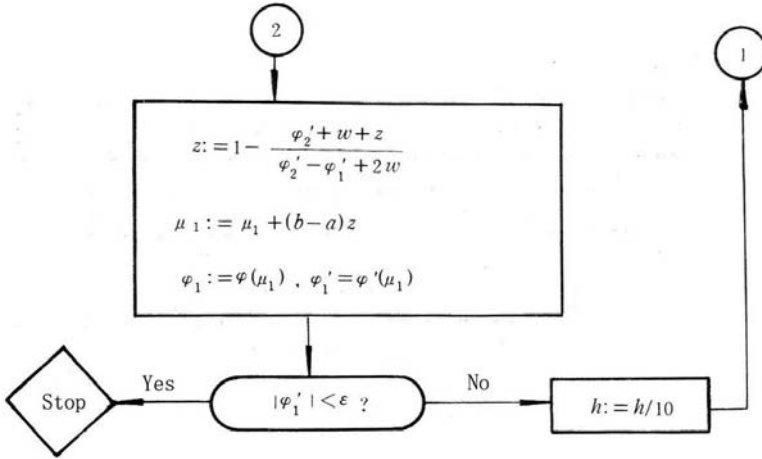 2
1
z: = 1 − (φ₂′ + w + z) / (φ₂′ − φ₁′ + 2w)
μ₁ := μ₁ + (b − a)z
φ₁ := φ(μ₁) , φ₁′ = φ′(μ₁)
Stop
Yes
|φ₁′| < ε ?
No
h: = h/10